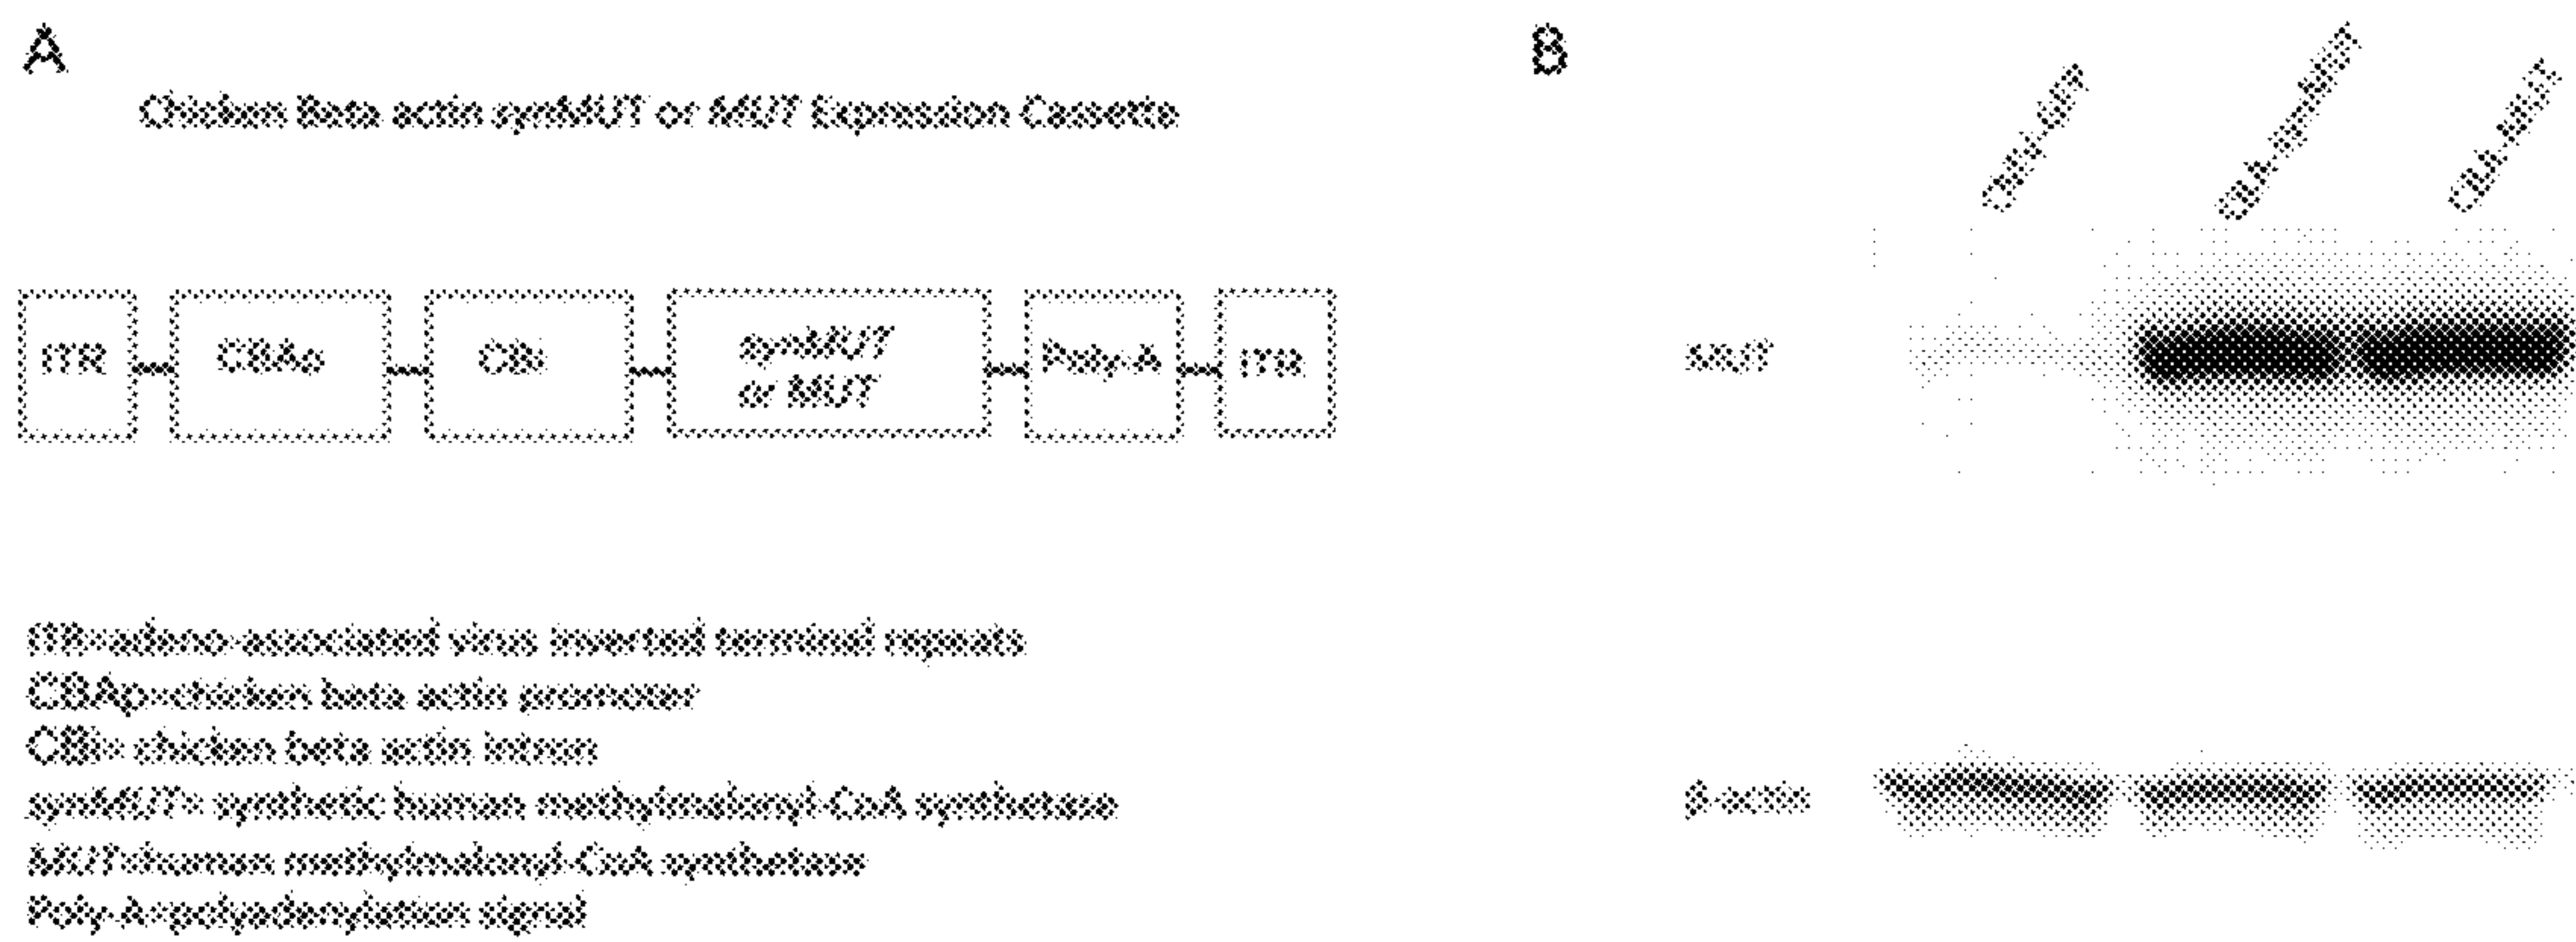 A
Chicken Beta actin synMUT or MUT Expression Cassette
ITR
CBAp
CBi
synMUT
or MUT
Poly-A
ITR
ITR=adeno-associated virus inverted terminal repeats
CBAp=chicken beta actin promoter
CBi= chicken beta actin intron
synMUT= synthetic human methylmalonyl-CoA synthetase
MUT=human methylmalonyl-CoA synthetase
Poly-A=polyadenylation signal
B
MUT
β-actin